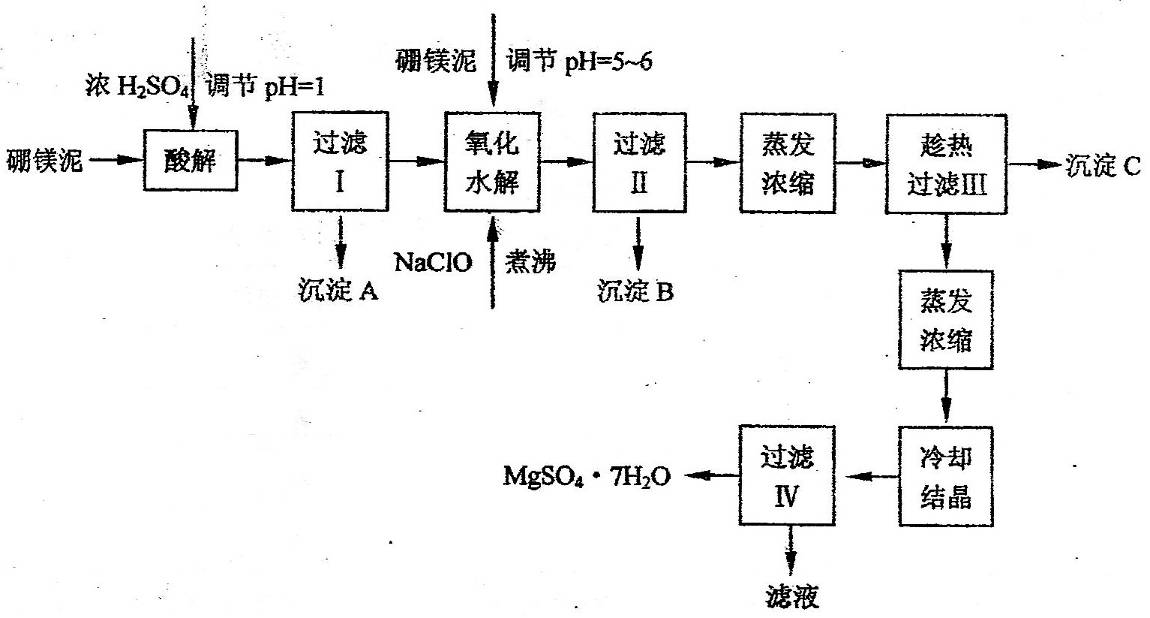 浓 H₂SO₄ 调节 pH=1
硼镁泥 调节 pH=5~6
硼镁泥
酸解
过滤
Ⅰ
氧化
水解
过滤
Ⅱ
蒸发
浓缩
趁热
过滤Ⅲ
沉淀 C
沉淀 A
NaClO 煮沸
沉淀 B
蒸发
浓缩
冷却
结晶
过滤
Ⅳ
MgSO₄·7H₂O
滤液